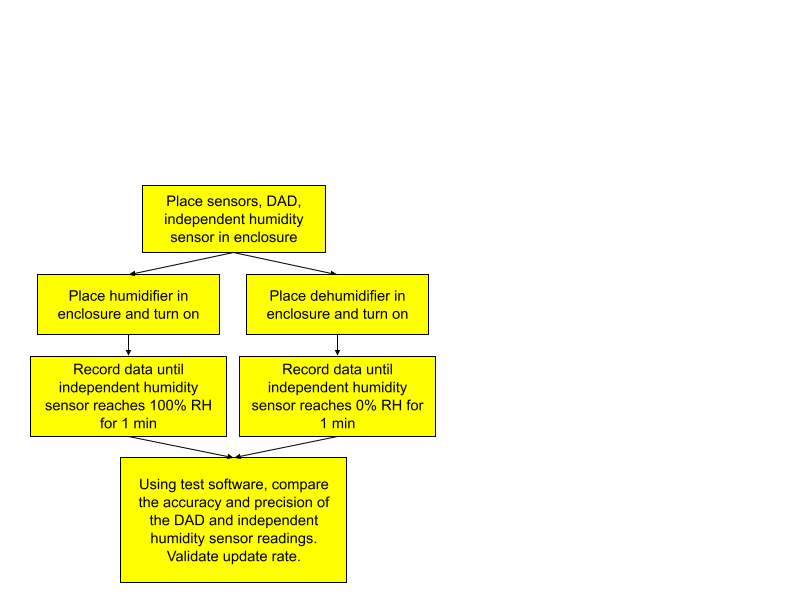 Place sensors, DAD,
independent humidity
sensor in enclosure
Place humidifier in
enclosure and turn on
Place dehumidifier in
enclosure and turn on
Record data until
independent humidity
sensor reaches 100% RH
for 1 min
Record data until
independent humidity
sensor reaches 0% RH for
1 min
Using test software, compare
the accuracy and precision of
the DAD and independent
humidity sensor readings.
Validate update rate.